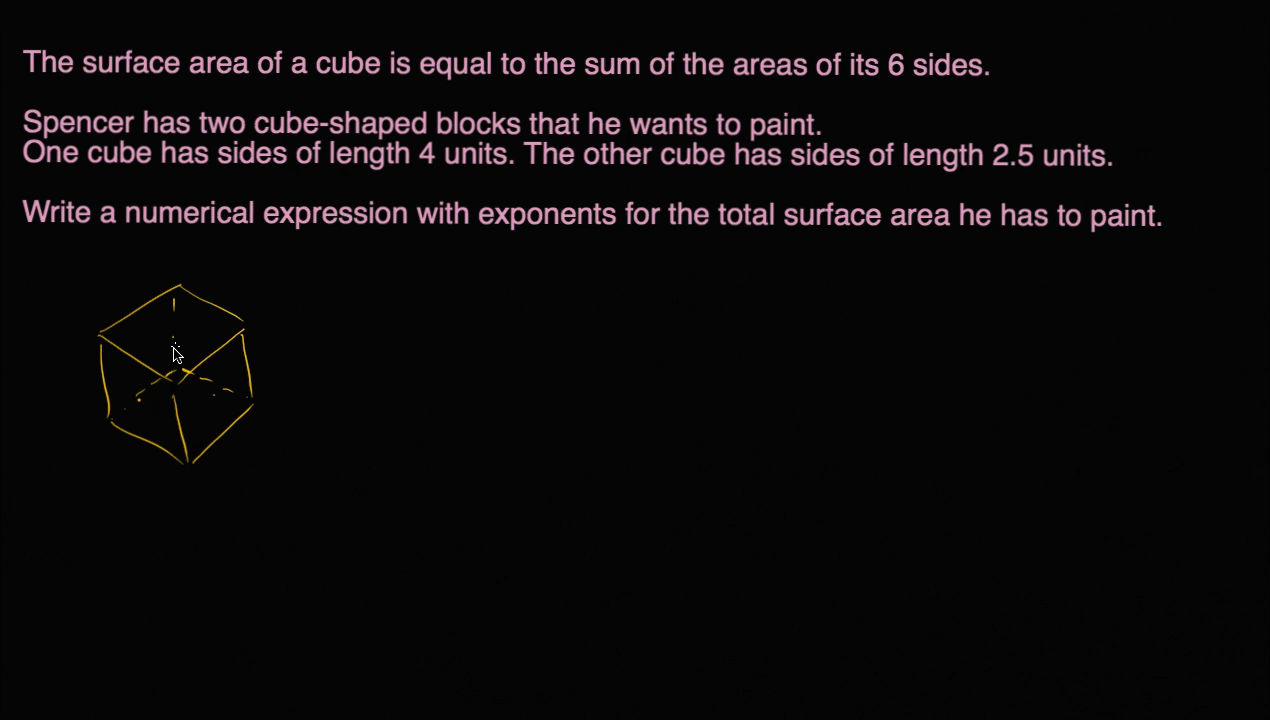 The surface area of a cube is equal to the sum of the areas of its 6 sides.
Spencer has two cube-shaped blocks that he wants to paint.
One cube has sides of length 4 units. The other cube has sides of length 2.5 units.
Write a numerical expression with exponents for the total surface area he has to paint.